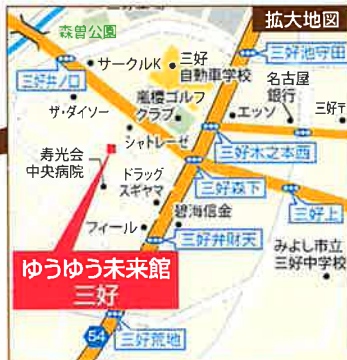 三好
拡大地図
森曽公園
サークルK
三好
自動車学校
三好池守田
三好井ノ口
名古屋
銀行
嵐櫻ゴルフ
クラブ
ザ・ダイソー
エッソ
三好〒
シャトレーゼ
三好木之本西
寿光会
中央病院
ドラッグ
スギヤマ
三好森下
三好上
碧海信金
フィール
三好弁財天
みよし市立
三好中学校
ゆうゆう未来館
三好
54
三好荒地